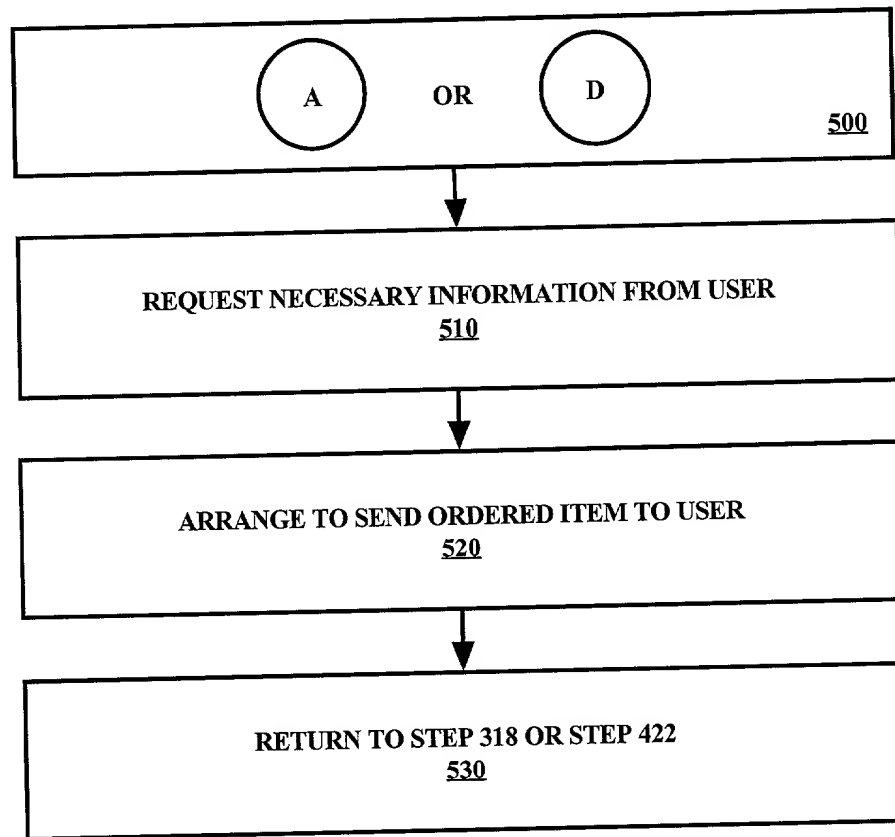 A OR D
500
REQUEST NECESSARY INFORMATION FROM USER
510
ARRANGE TO SEND ORDERED ITEM TO USER
520
RETURN TO STEP 318 OR STEP 422
530